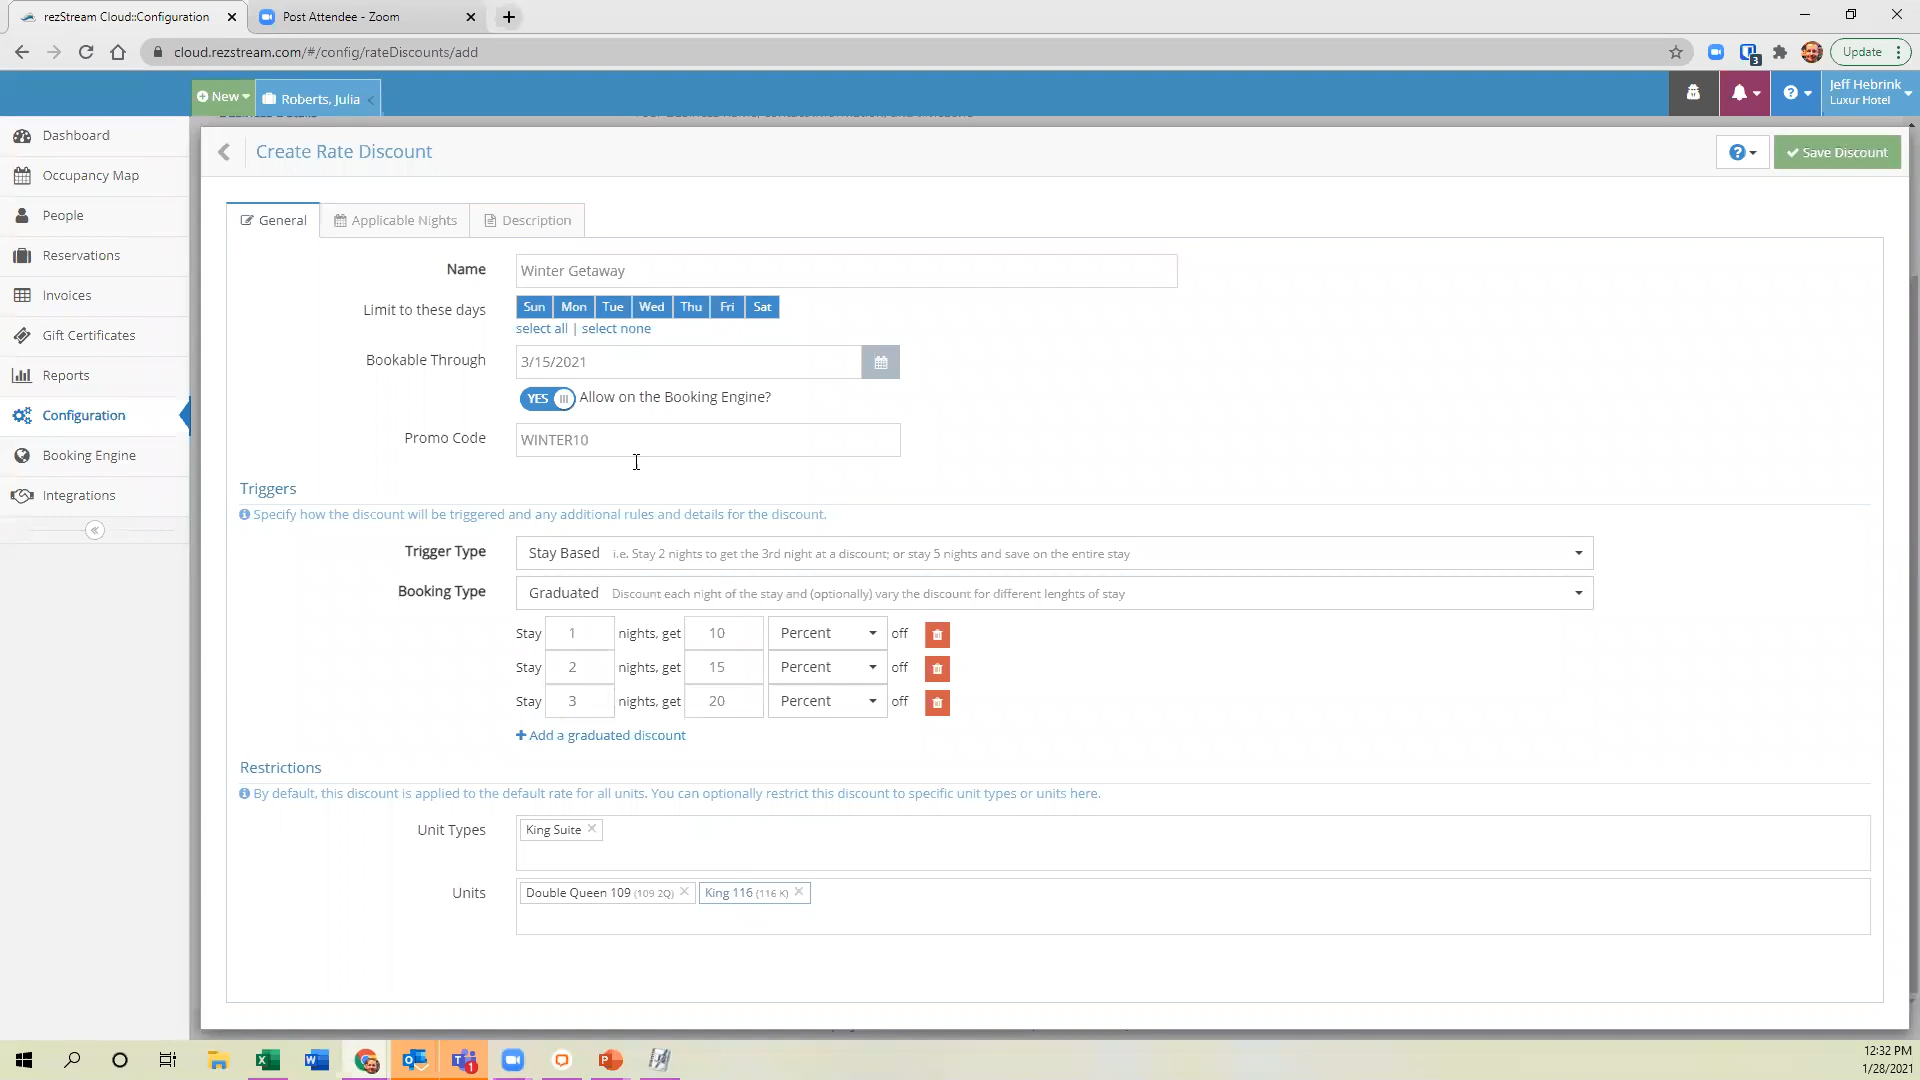 rezStream Cloud::Configuration
Post Attendee - Zoom
cloud.rezstream.com/#/config/rateDiscounts/add
3
Update
New
Roberts, Julia
Jeff Hebrink
Luxur Hotel
Dashboard
Occupancy Map
People
Reservations
Invoices
Gift Certificates
Reports
Configuration
Booking Engine
Integrations
Create Rate Discount
Save Discount
General
Applicable Nights
Description
Name
Winter Getaway
Limit to these days
Sun Mon Tue Wed Thu Fri Sat
select all | select none
Bookable Through
3/15/2021
YES Allow on the Booking Engine?
Promo Code
WINTER10
Triggers
Specify how the discount will be triggered and any additional rules and details for the discount.
Trigger Type
Stay Based i.e. Stay 2 nights to get the 3rd night at a discount; or stay 5 nights and save on the entire stay
Booking Type
Graduated Discount each night of the stay and (optionally) vary the discount for different lenghts of stay
Stay 1 nights, get 10 Percent off
Stay 2 nights, get 15 Percent off
Stay 3 nights, get 20 Percent off
Add a graduated discount
Restrictions
By default, this discount is applied to the default rate for all units. You can optionally restrict this discount to specific unit types or units here.
Unit Types
King Suite
Units
Double Queen 109 (109 2Q)
King 116 (116 K)
1
12:32 PM
1/28/2021